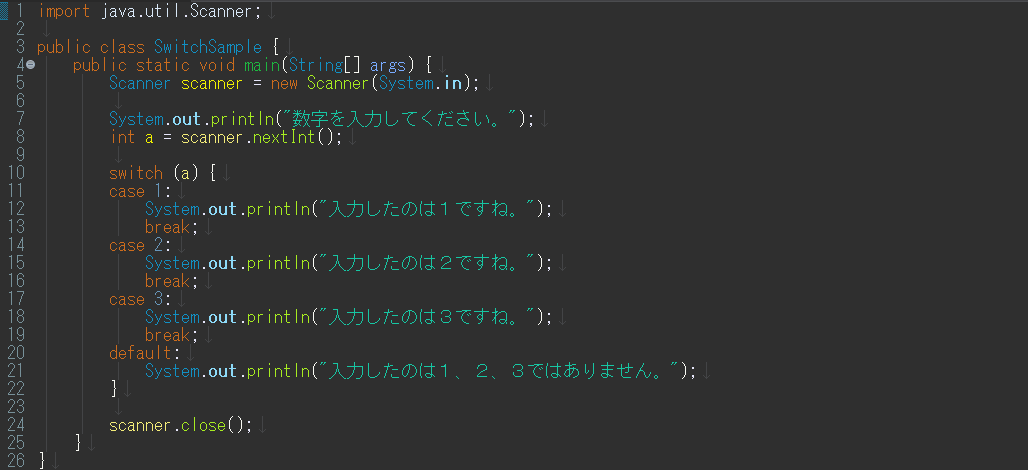 1 import java.util.Scanner;
2
3 public class SwitchSample {
4     public static void main(String[] args) {
5         Scanner scanner = new Scanner(System.in);
6
7         System.out.println("数字を入力してください。");
8         int a = scanner.nextInt();
9
10         switch (a) {
11         case 1:
12             System.out.println("入力したのは１ですね。");
13             break;
14         case 2:
15             System.out.println("入力したのは２ですね。");
16             break;
17         case 3:
18             System.out.println("入力したのは３ですね。");
19             break;
20         default:
21             System.out.println("入力したのは１、２、３ではありません。");
22         }
23
24         scanner.close();
25     }
26 }